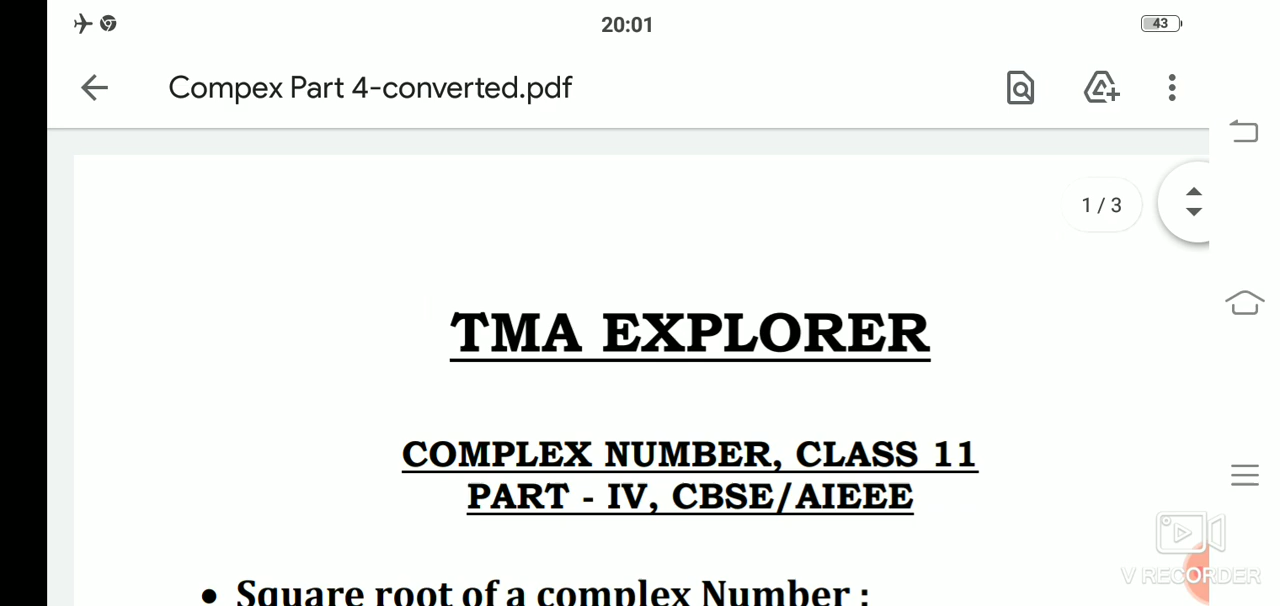 20:01
43
Compex Part 4-converted.pdf
1 / 3
TMA EXPLORER
COMPLEX NUMBER, CLASS 11
PART - IV, CBSE/AIEEE
• Square root of a complex Number :
V RECORDER